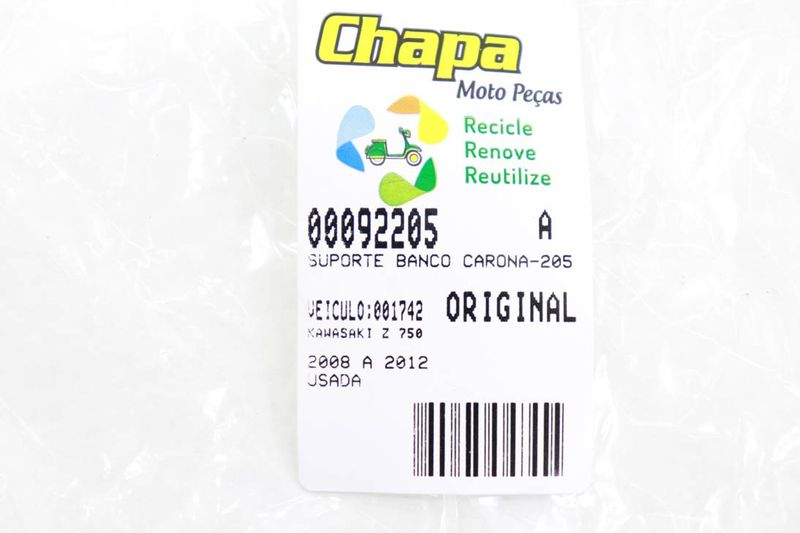 Chapa
Moto Peças
Recicle
Renove
Reutilize
00092205 A
SUPORTE BANCO CARONA-205
VEICULO:001742 ORIGINAL
KAWASAKI Z 750
2008 A 2012
USADA